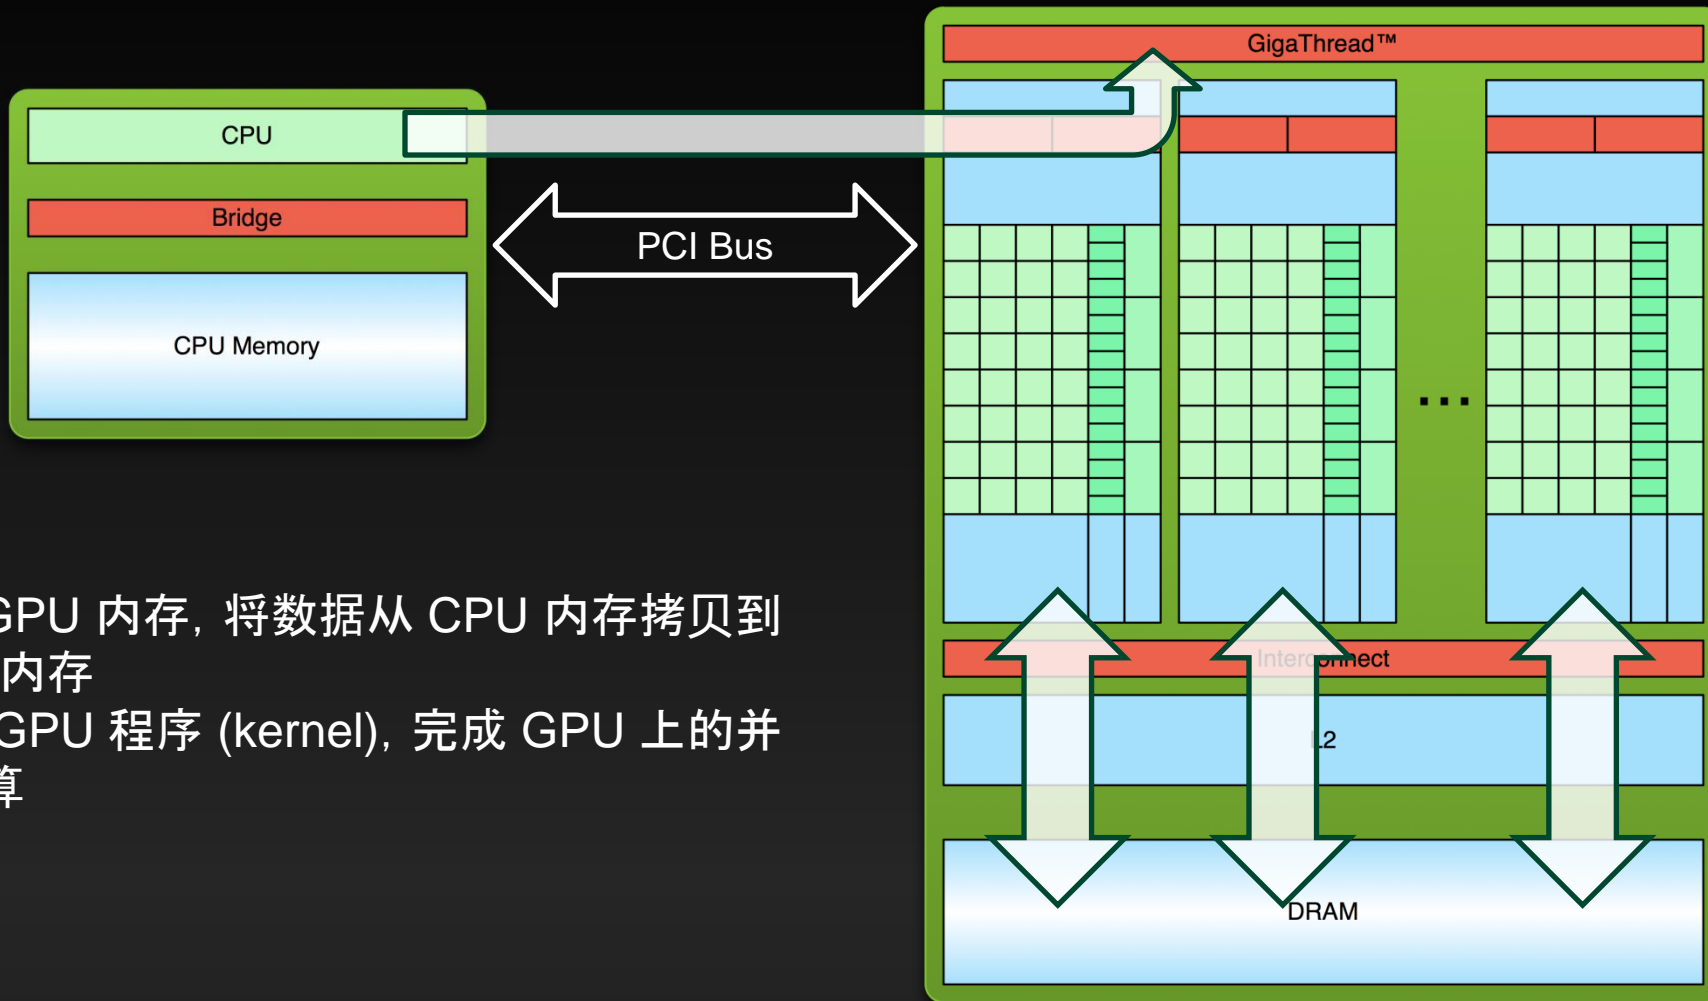 GigaThread™
CPU
Bridge
PCI Bus
CPU Memory
...
GPU 内存, 将数据从 CPU 内存拷贝到
内存
GPU 程序 (kernel), 完成 GPU 上的并
算
Interconnect
L2
DRAM